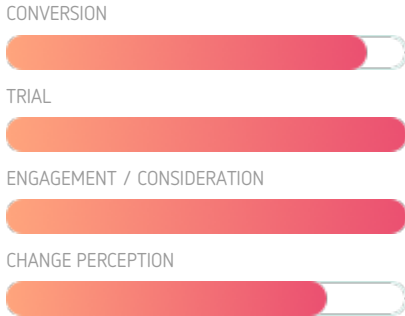 CONVERSION
TRIAL
ENGAGEMENT / CONSIDERATION
CHANGE PERCEPTION